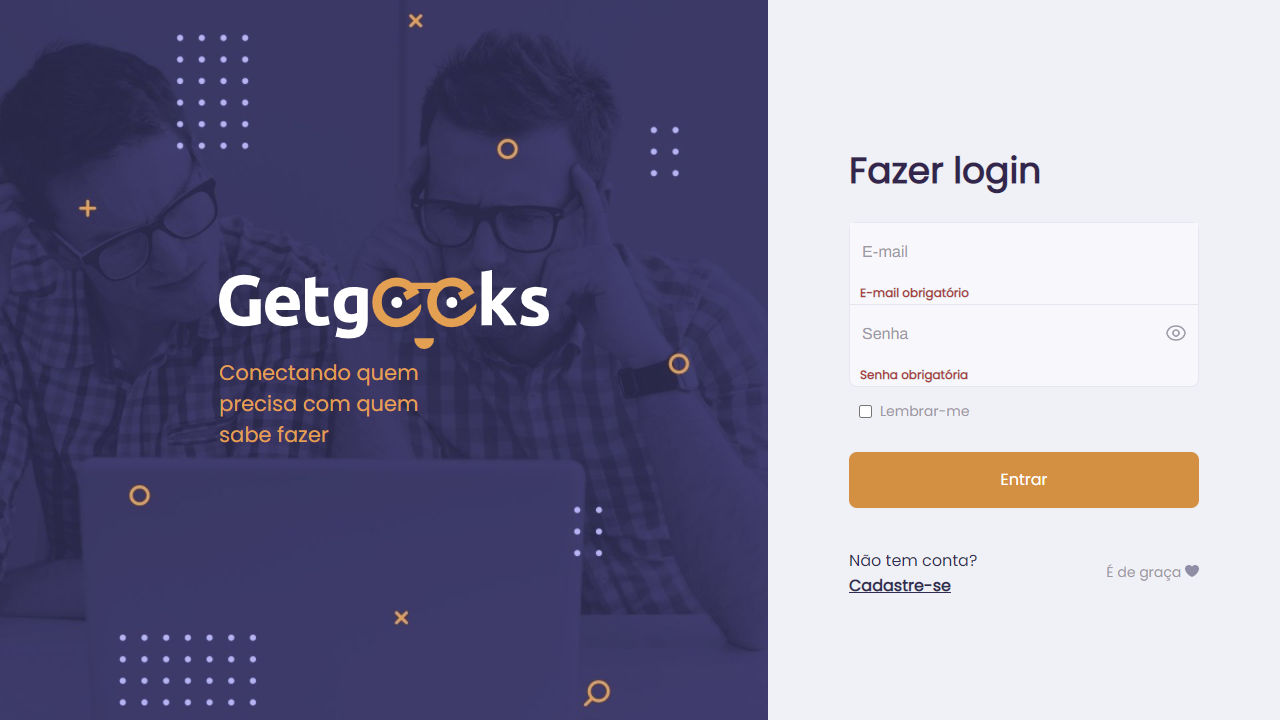 Getgeeks
Conectando quem
precisa com quem
sabe fazer
Fazer login
E-mail
E-mail obrigatório
Senha
Senha obrigatória
Lembrar-me
Entrar
Não tem conta?
Cadastre-se
É de graça